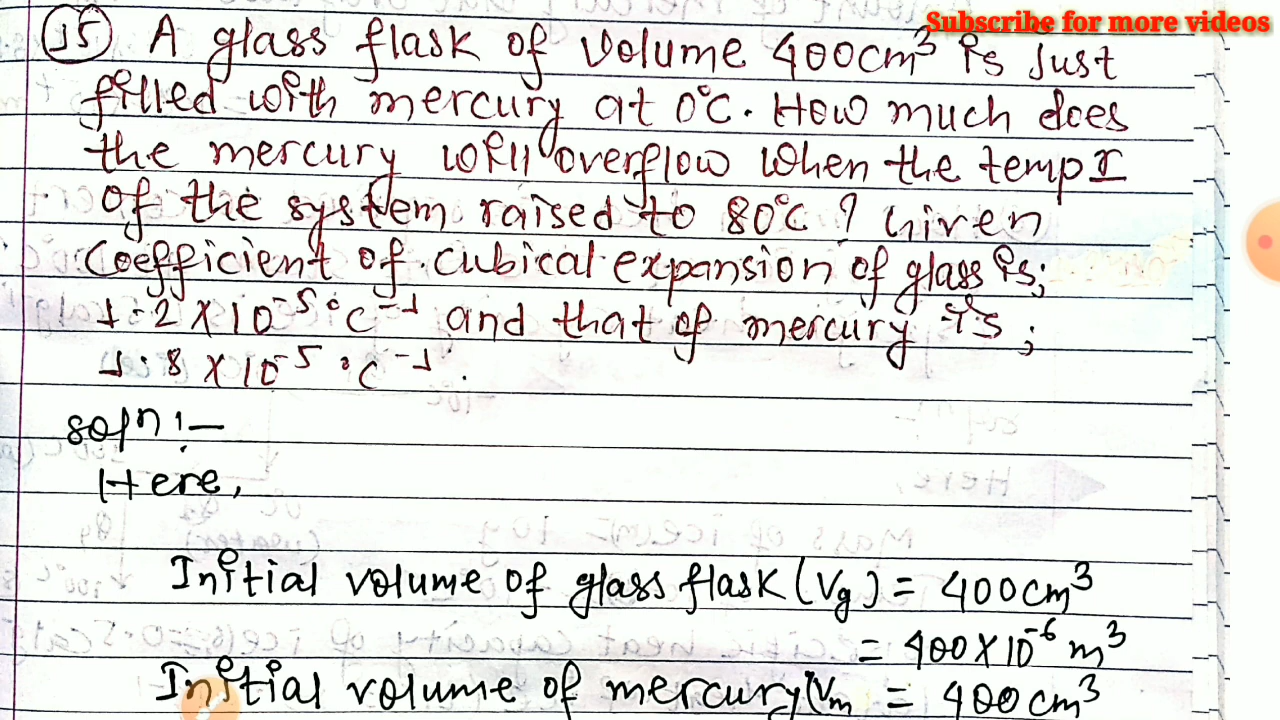 Subscribe for more videos
(15) A glass flask of volume 400cm³ is just
filled with mercury at 0°C. How much does
the mercury will overflow when the tempr
of the system raised to 80°C ? Given
Coefficient of cubical expansion of glass is;
1.2 X 10⁻⁵ °C⁻¹ and that of mercury is ;
1.8 X 10⁻⁵ °C⁻¹.
Solⁿ :-
Here,
Initial volume of glass flask (Vg) = 400cm³
= 400 X 10⁻⁶ m³
Initial volume of mercury (Vm = 400 cm³